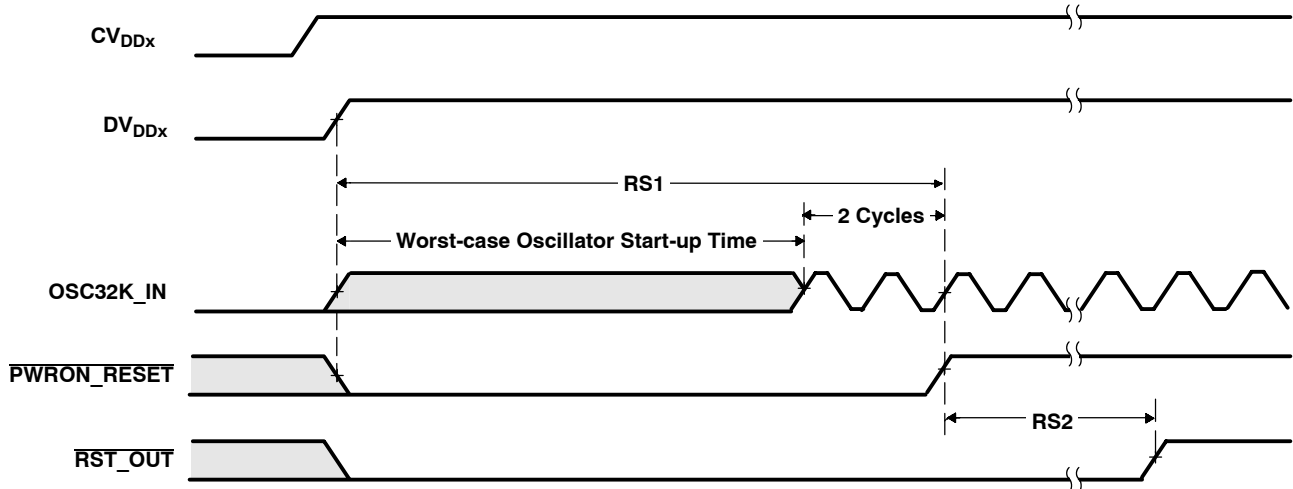 CVDDx
DVDDx
RS1
2 Cycles
Worst-case Oscillator Start-up Time
OSC32K_IN
PWRON_RESET
RS2
RST_OUT